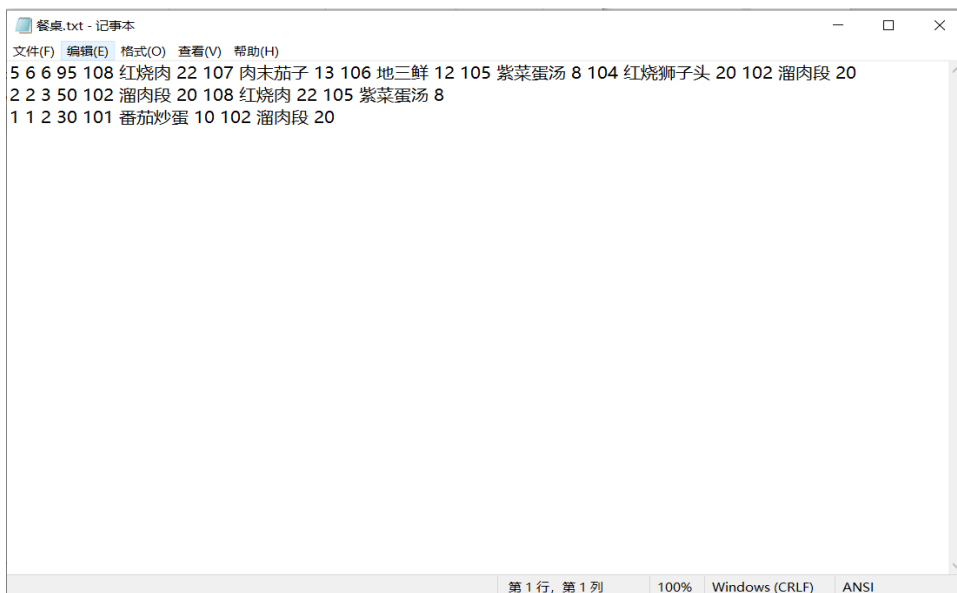 餐桌.txt - 记事本
文件(F) 编辑(E) 格式(O) 查看(V) 帮助(H)
5 6 6 95 108 红烧肉 22 107 肉末茄子 13 106 地三鲜 12 105 紫菜蛋汤 8 104 红烧狮子头 20 102 溜肉段 20
2 2 3 50 102 溜肉段 20 108 红烧肉 22 105 紫菜蛋汤 8
1 1 2 30 101 番茄炒蛋 10 102 溜肉段 20
第 1 行，第 1 列 100% Windows (CRLF) ANSI